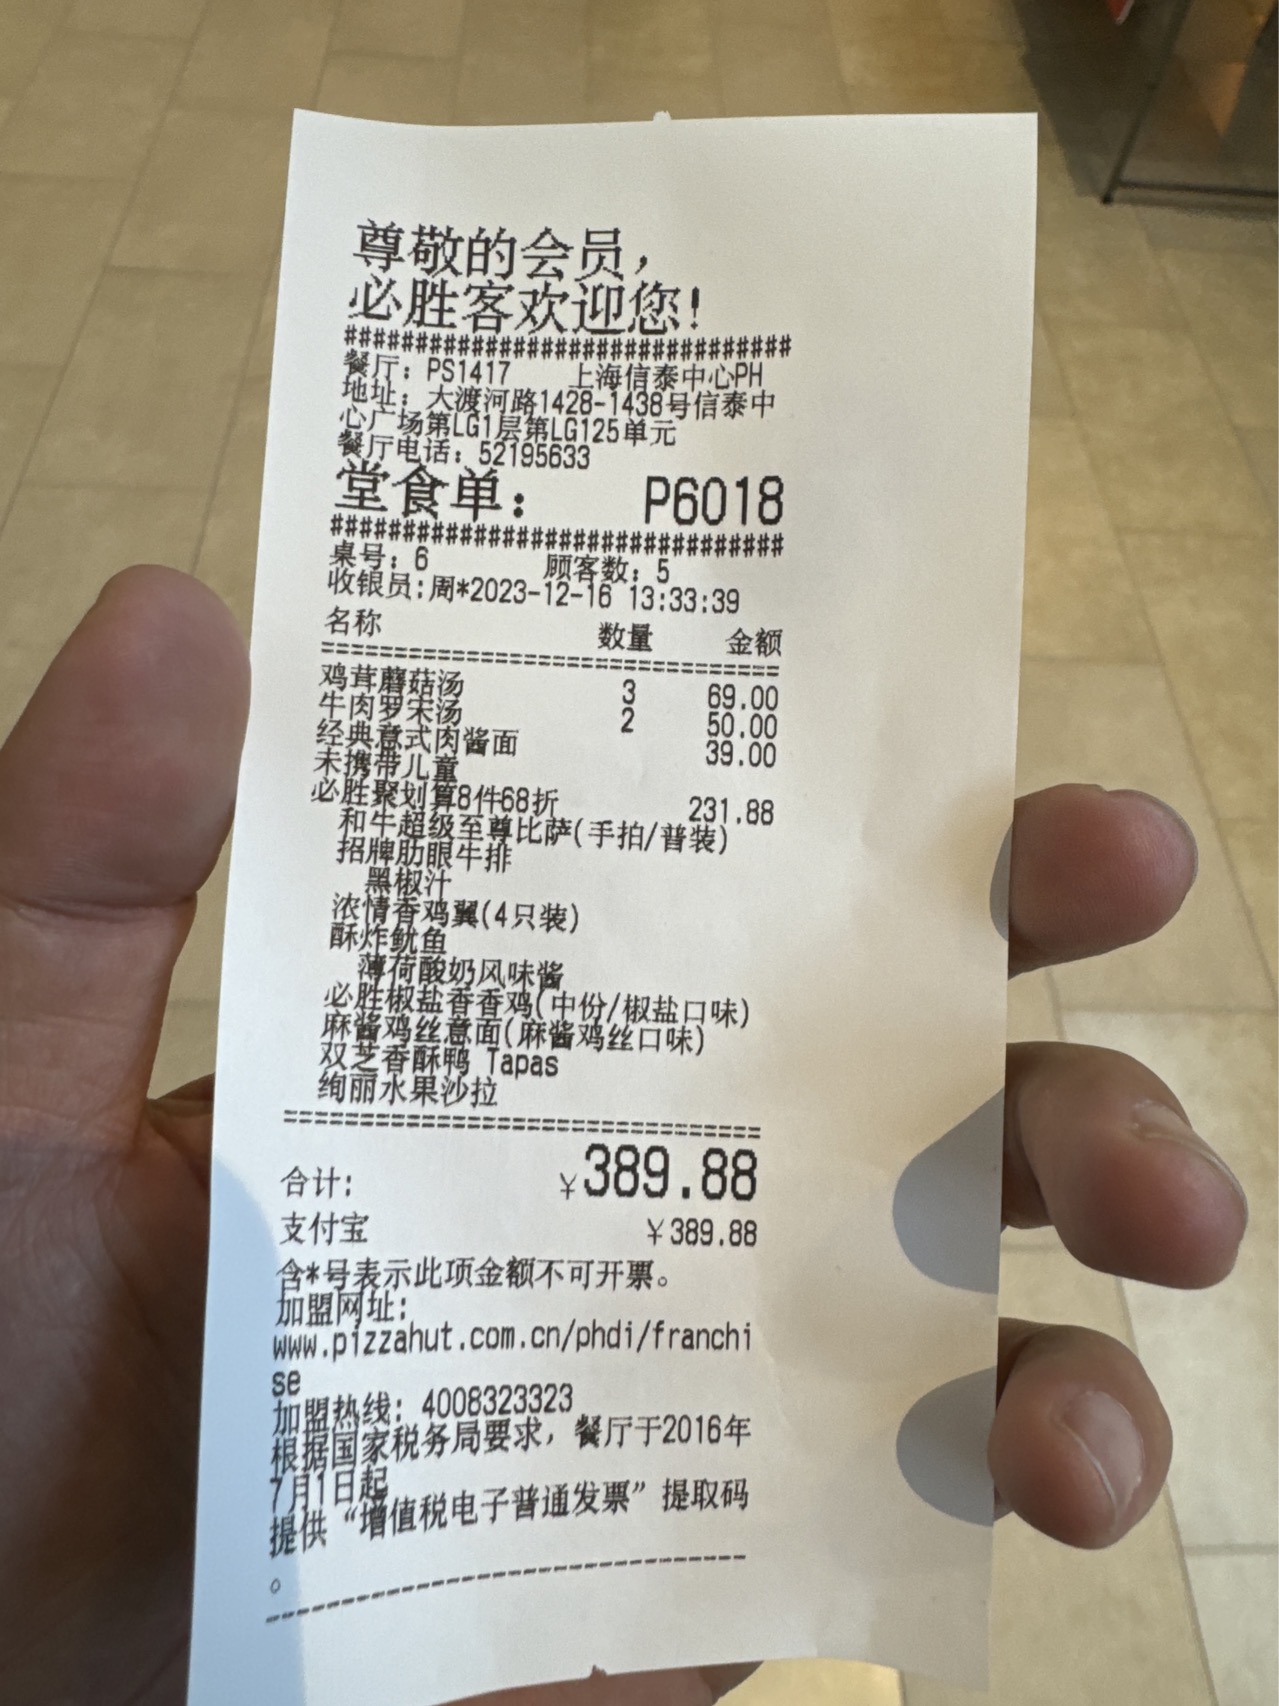 尊敬的会员，
必胜客欢迎您!
###############################
餐厅: PS1417 上海信泰中心PH
地址: 大渡河路1428-1438号信泰中
心广场第LG1层第LG125单元
餐厅电话: 52195633
堂食单: P6018
###############################
桌号: 6 顾客数: 5
收银员:周*2023-12-16 13:33:39
名称 数量 金额
===============================
鸡茸蘑菇汤 3 69.00
牛肉罗宋汤 2 50.00
经典意式肉酱面 39.00
未携带儿童
必胜聚划算8件68折 231.88
和牛超级至尊比萨(手拍/普装)
招牌肋眼牛排
黑椒汁
浓情香鸡翼(4只装)
酥炸鱿鱼
薄荷酸奶风味酱
必胜椒盐香香鸡(中份/椒盐口味)
麻酱鸡丝意面(麻酱鸡丝口味)
双芝香酥鸭 Tapas
绚丽水果沙拉
===============================
合计: ¥389.88
支付宝 ¥389.88
含*号表示此项金额不可开票。
加盟网址:
www.pizzahut.com.cn/phdi/franchi
se
加盟热线: 4008323323
根据国家税务局要求，餐厅于2016年
7月1日起
提供“增值税电子普通发票”提取码
。
--------------------------------